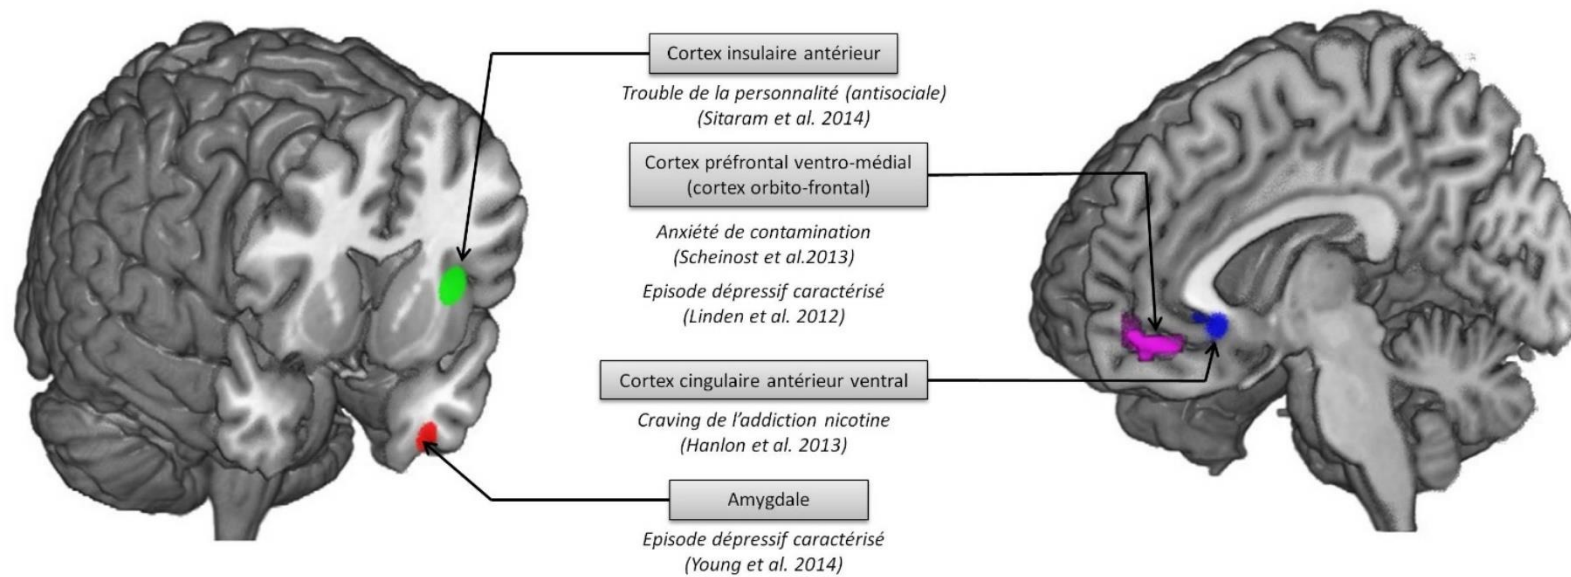 Cortex insulaire antérieur
Trouble de la personnalité (antisociale)
(Sitaram et al. 2014)
Cortex préfrontal ventro-médial
(cortex orbito-frontal)
Anxiété de contamination
(Scheinost et al.2013)
Episode dépressif caractérisé
(Linden et al. 2012)
Cortex cingulaire antérieur ventral
Craving de l’addiction nicotine
(Hanlon et al. 2013)
Amygdale
Episode dépressif caractérisé
(Young et al. 2014)